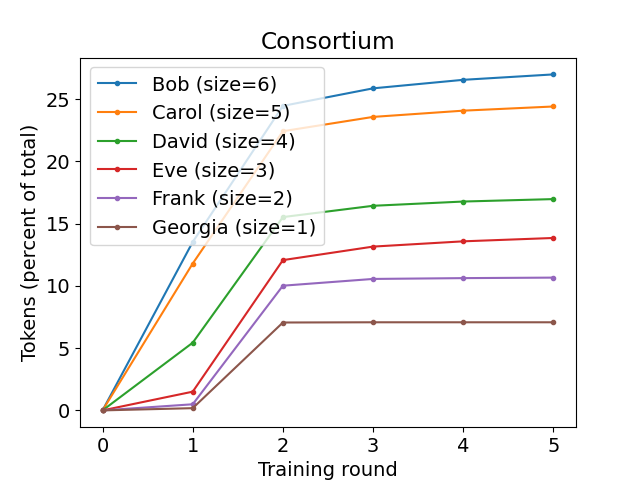 Consortium
Bob (size=6)
Carol (size=5)
David (size=4)
Eve (size=3)
Frank (size=2)
Georgia (size=1)
Tokens (percent of total)
25
20
15
10
5
0
0 1 2 3 4 5
Training round